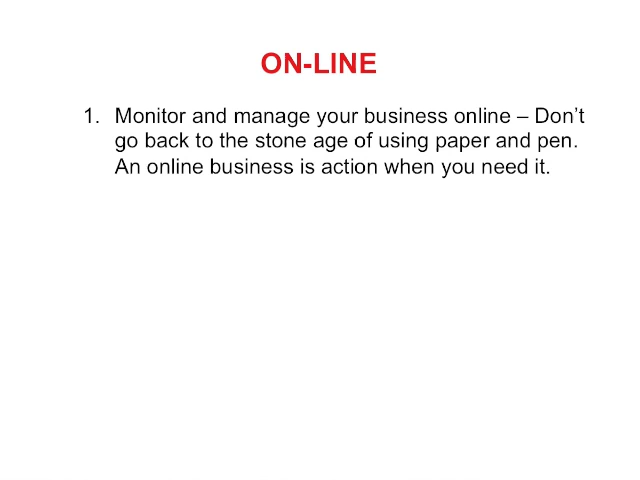 ON-LINE
1. Monitor and manage your business online – Don’t
go back to the stone age of using paper and pen.
An online business is action when you need it.